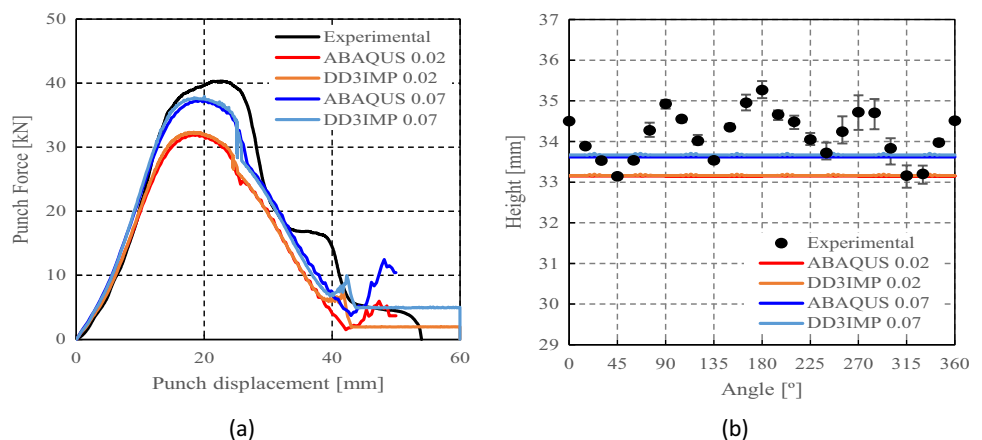 50
40
30
20
10
0
0 20 40 60
Punch Force [kN]
Punch displacement [mm]
Experimental
ABAQUS 0.02
DD3IMP 0.02
ABAQUS 0.07
DD3IMP 0.07
(a)
37
36
35
34
33
32
31
30
29
0 45 90 135 180 225 270 315 360
Height [mm]
Angle [º]
Experimental
ABAQUS 0.02
DD3IMP 0.02
ABAQUS 0.07
DD3IMP 0.07
(b)